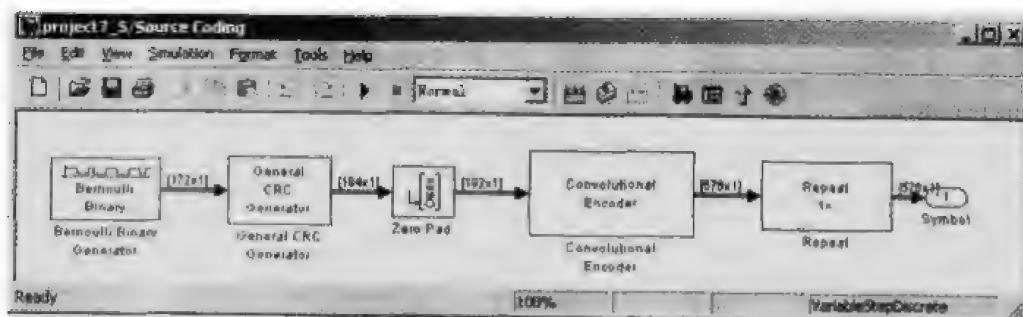 project7_5/Source Coding
File Edit View Simulation Format Tools Help
Normal
Bernoulli
Binary
[172x1]
General
CRC
Generator
[184x1]
[192x1]
Convolutional
Encoder
[576x1]
Repeat
1x
[576x1]
1
Bernoulli Binary
Generator
General CRC
Generator
Zero Pad
Convolutional
Encoder
Repeat
Symbol
Ready
100%
VariableStepDiscrete